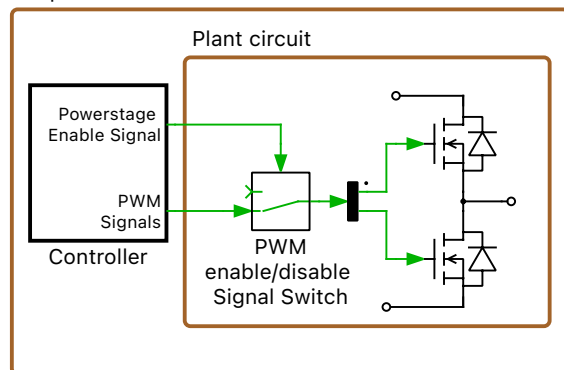 Plant circuit
Powerstage
Enable Signal
PWM
Signals
Controller
PWM
enable/disable
Signal Switch